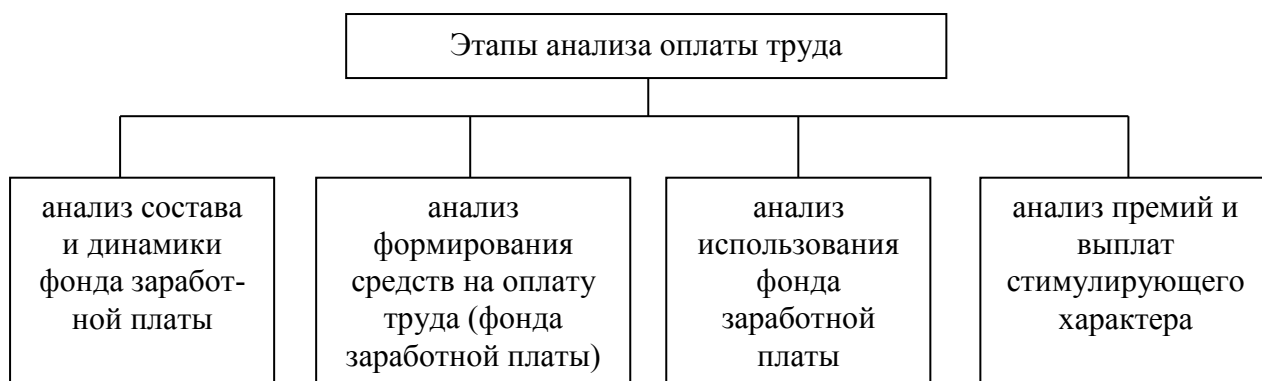 Этапы анализа оплаты труда
анализ состава
и динамики
фонда заработ-
ной платы
анализ
формирования
средств на оплату
труда (фонда
заработной платы)
анализ
использования
фонда
заработной
платы
анализ премий и
выплат
стимулирующего
характера